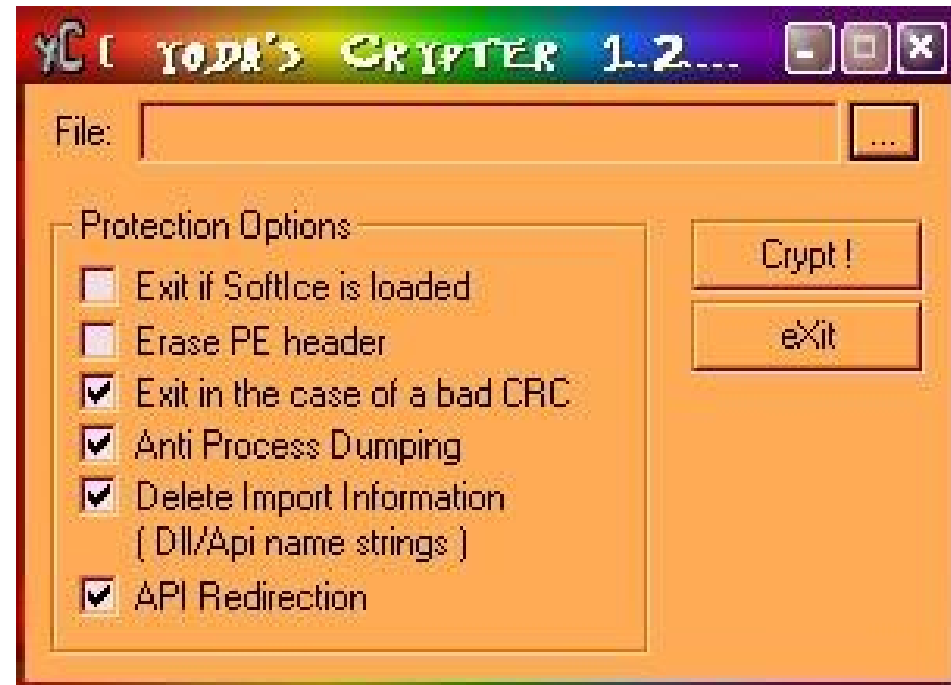 yC [ yoda's Crypter 1.2...
File:
...
Protection Options
Exit if SoftIce is loaded
Erase PE header
Exit in the case of a bad CRC
Anti Process Dumping
Delete Import Information
( Dll/Api name strings )
API Redirection
Crypt !
eXit